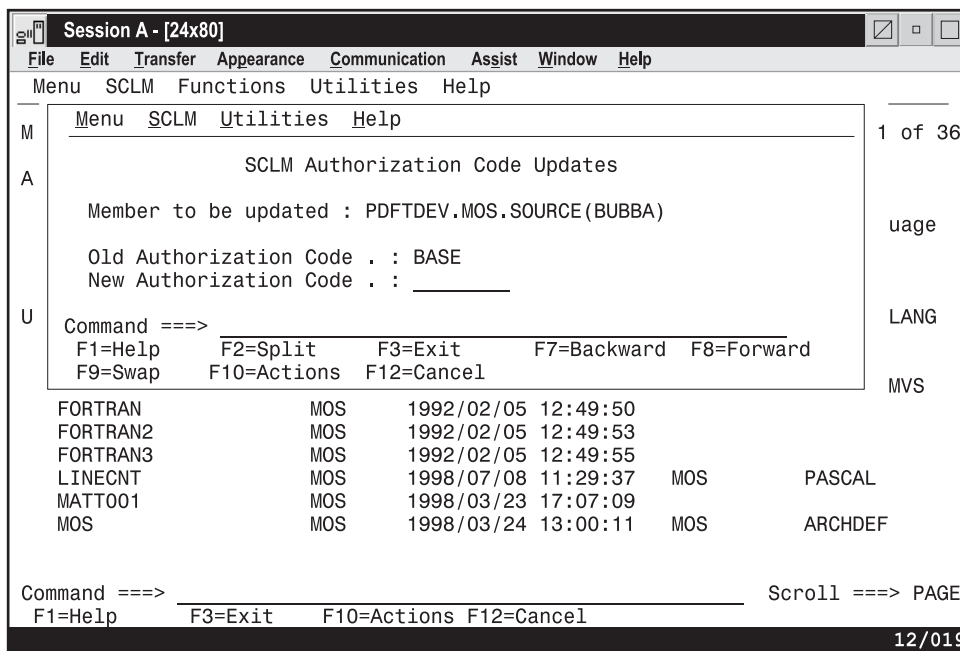 Session A - [24x80]
File Edit Transfer Appearance Communication Assist Window Help
Menu SCLM Functions Utilities Help
Menu SCLM Utilities Help
M 1 of 36
SCLM Authorization Code Updates
A
Member to be updated : PDFTDEV.MOS.SOURCE(BUBBA)
uage
Old Authorization Code . : BASE
New Authorization Code . : 
U LANG
Command ===>
F1=Help F2=Split F3=Exit F7=Backward F8=Forward
F9=Swap F10=Actions F12=Cancel
MVS
FORTRAN MOS 1992/02/05 12:49:50
FORTRAN2 MOS 1992/02/05 12:49:53
FORTRAN3 MOS 1992/02/05 12:49:55
LINECNT MOS 1998/07/08 11:29:37 MOS PASCAL
MATT001 MOS 1998/03/23 17:07:09
MOS MOS 1998/03/24 13:00:11 MOS ARCHDEF
Command ===> Scroll ===> PAGE
F1=Help F3=Exit F10=Actions F12=Cancel
12/019